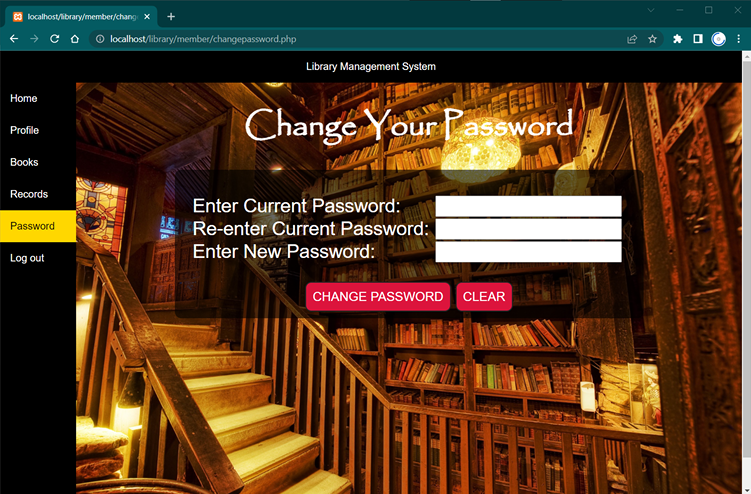 localhost/library/member/chang
localhost/library/member/changepassword.php
Library Management System
Home
Profile
Books
Records
Password
Log out
Change Your Password
Enter Current Password:
Re-enter Current Password:
Enter New Password:
CHANGE PASSWORD
CLEAR